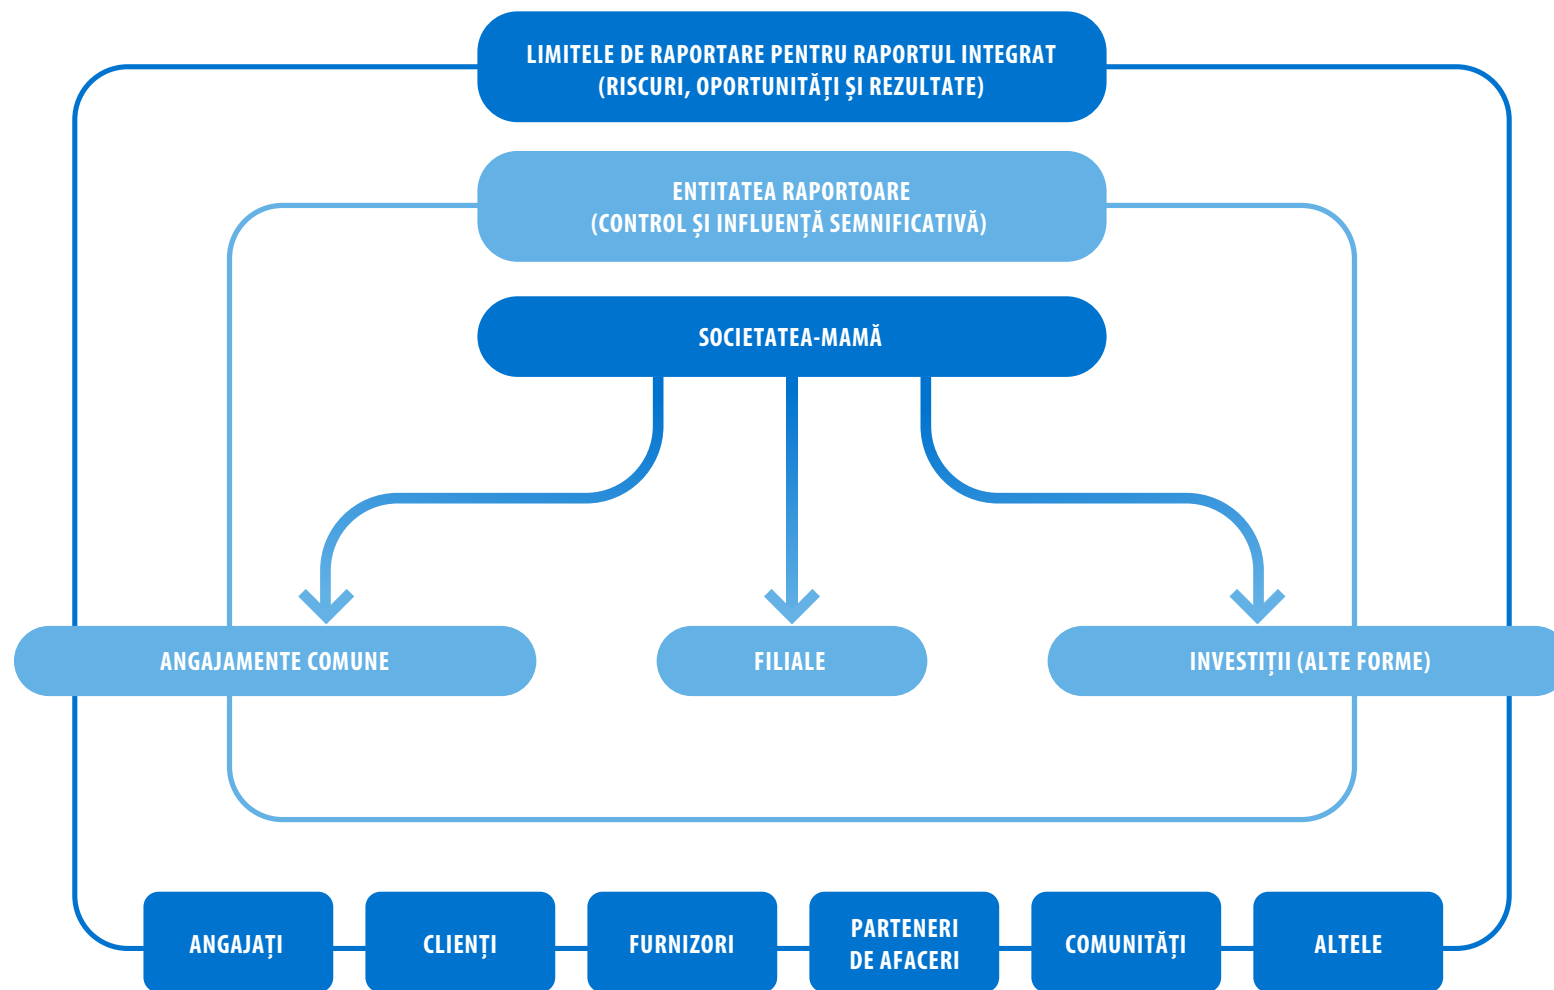 LIMITELE DE RAPORTARE PENTRU RAPORTUL INTEGRAT
(RISCURI, OPORTUNITĂȚI ȘI REZULTATE)
ENTITATEA RAPORTOARE
(CONTROL ȘI INFLUENȚĂ SEMNIFICATIVĂ)
SOCIETATEA-MAMĂ
ANGAJAMENTE COMUNE
FILIALE
INVESTIȚII (ALTE FORME)
ANGAJAȚI
CLIENȚI
FURNIZORI
PARTENERI
DE AFACERI
COMUNITĂȚI
ALTELE